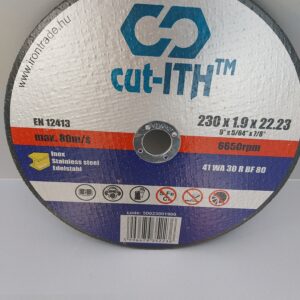 www.irontrade.hu
cut-ITH™
EN 12413
max. 80m/s
230 x 1.9 x 22.23
9" x 5/64" x 7/8"
6650rpm
Inox
Stainless steel
Edelstahl
41 WA 30 R BF 80